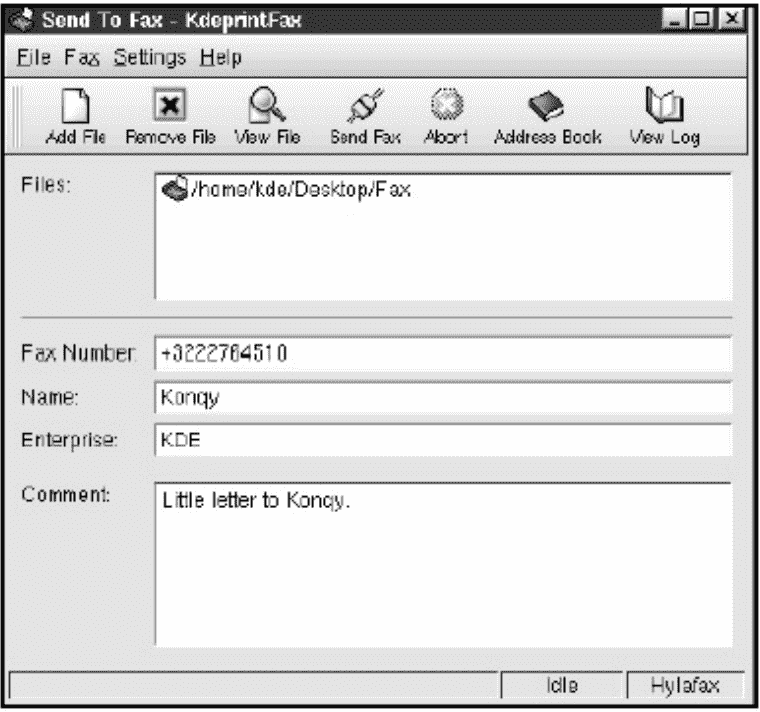 Send To Fax - KdeprintFax
File Fax Settings Help
Add File Remove File View File Send Fax Abort Address Book View Log
Files:
/home/kde/Desktop/Fax
Fax Number: +3222764510
Name: Konqy
Enterprise: KDE
Comment: Little letter to Konqy.
Idle Hylafax